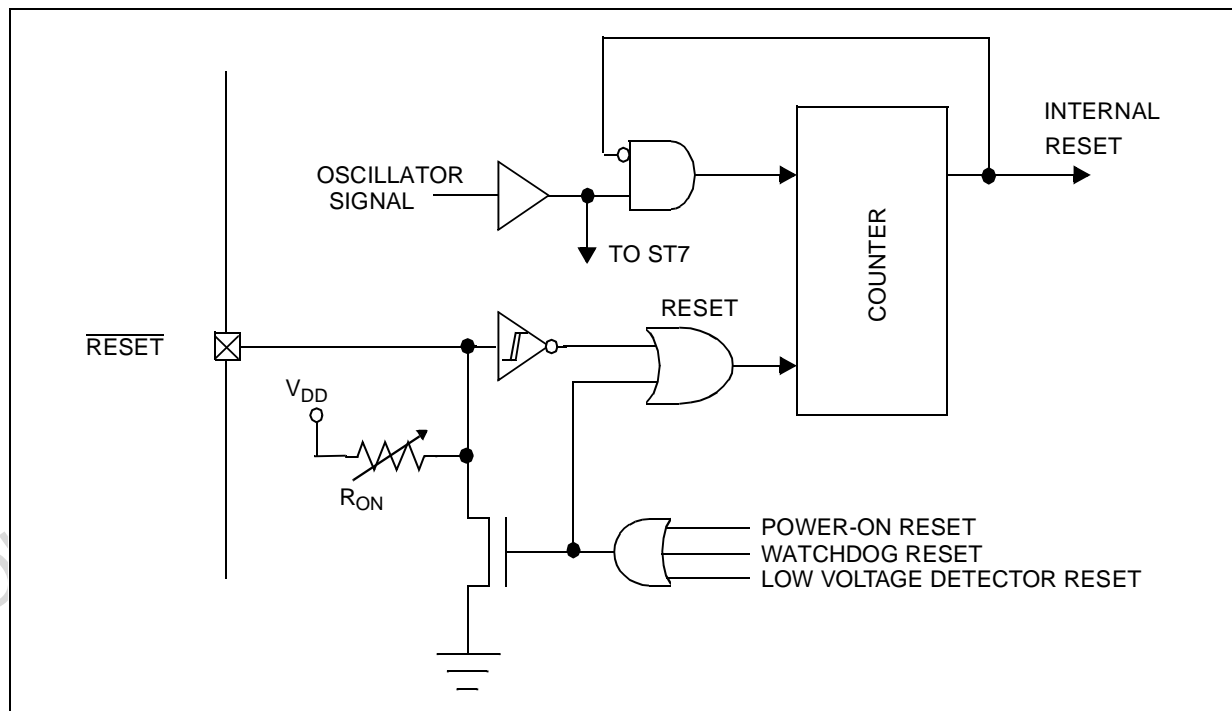 INTERNAL
RESET
OSCILLATOR
SIGNAL
TO ST7
COUNTER
RESET
RESET
VDD
RON
POWER-ON RESET
WATCHDOG RESET
LOW VOLTAGE DETECTOR RESET